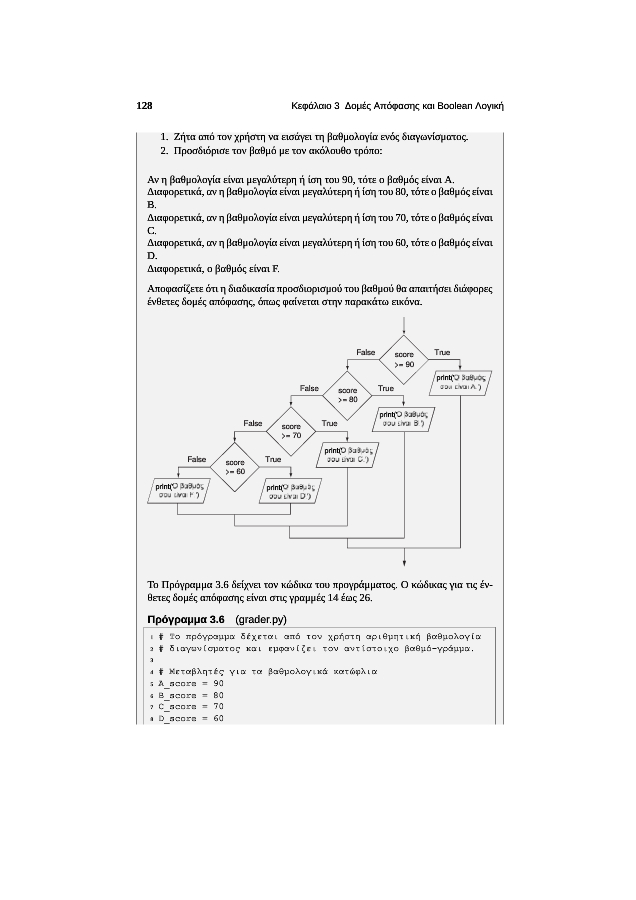 128
Κεφάλαιο 3 Δομές Απόφασης και Boolean Λογική
1. Ζήτα από τον χρήστη να εισάγει τη βαθμολογία ενός διαγωνίσματος.
2. Προσδιόρισε τον βαθμό με τον ακόλουθο τρόπο:
Αν η βαθμολογία είναι μεγαλύτερη ή ίση του 90, τότε ο βαθμός είναι A.
Διαφορετικά, αν η βαθμολογία είναι μεγαλύτερη ή ίση του 80, τότε ο βαθμός είναι
B.
Διαφορετικά, αν η βαθμολογία είναι μεγαλύτερη ή ίση του 70, τότε ο βαθμός είναι
C.
Διαφορετικά, αν η βαθμολογία είναι μεγαλύτερη ή ίση του 60, τότε ο βαθμός είναι
D.
Διαφορετικά, ο βαθμός είναι F.
Αποφασίζετε ότι η διαδικασία προσδιορισμού του βαθμού θα απαιτήσει διάφορες
ένθετες δομές απόφασης, όπως φαίνεται στην παρακάτω εικόνα.
False
score
>= 90
True
print('Ο βαθμός
σου είναι A')
False
score
>= 80
True
print('Ο βαθμός
σου είναι B')
False
score
>= 70
True
print('Ο βαθμός
σου είναι C')
False
score
>= 60
True
print('Ο βαθμός
σου είναι F')
print('Ο βαθμός
σου είναι D')
Το Πρόγραμμα 3.6 δείχνει τον κώδικα του προγράμματος. Ο κώδικας για τις έν-
θετες δομές απόφασης είναι στις γραμμές 14 έως 26.
Πρόγραμμα 3.6 (grader.py)
1 # Το πρόγραμμα δέχεται από τον χρήστη αριθμητική βαθμολογία
2 # διαγωνίσματος και εμφανίζει τον αντίστοιχο βαθμό-γράμμα.
3
4 # Μεταβλητές για τα βαθμολογικά κατώφλια
5 A_score = 90
6 B_score = 80
7 C_score = 70
8 D_score = 60